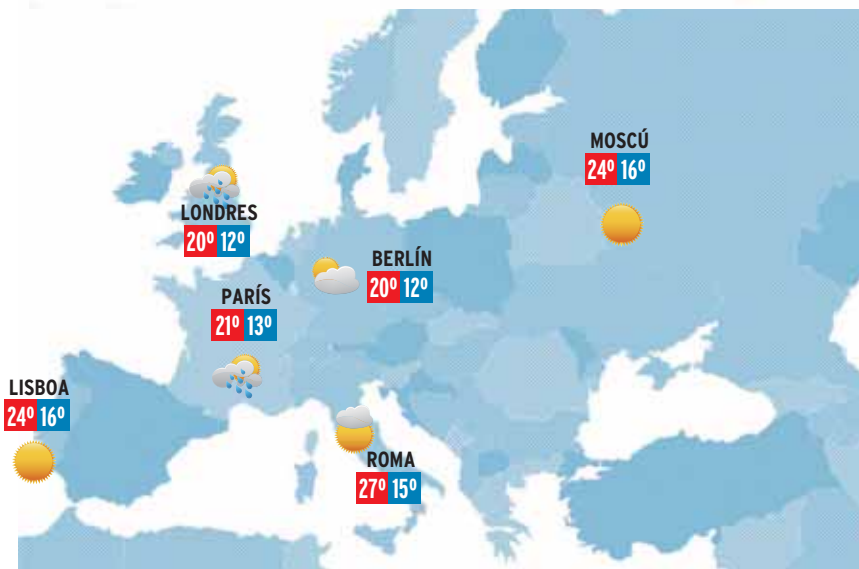 MOSCÚ
24º 16º
LONDRES
20º 12º
BERLÍN
20º 12º
PARÍS
21º 13º
LISBOA
24º 16º
ROMA
27º 15º